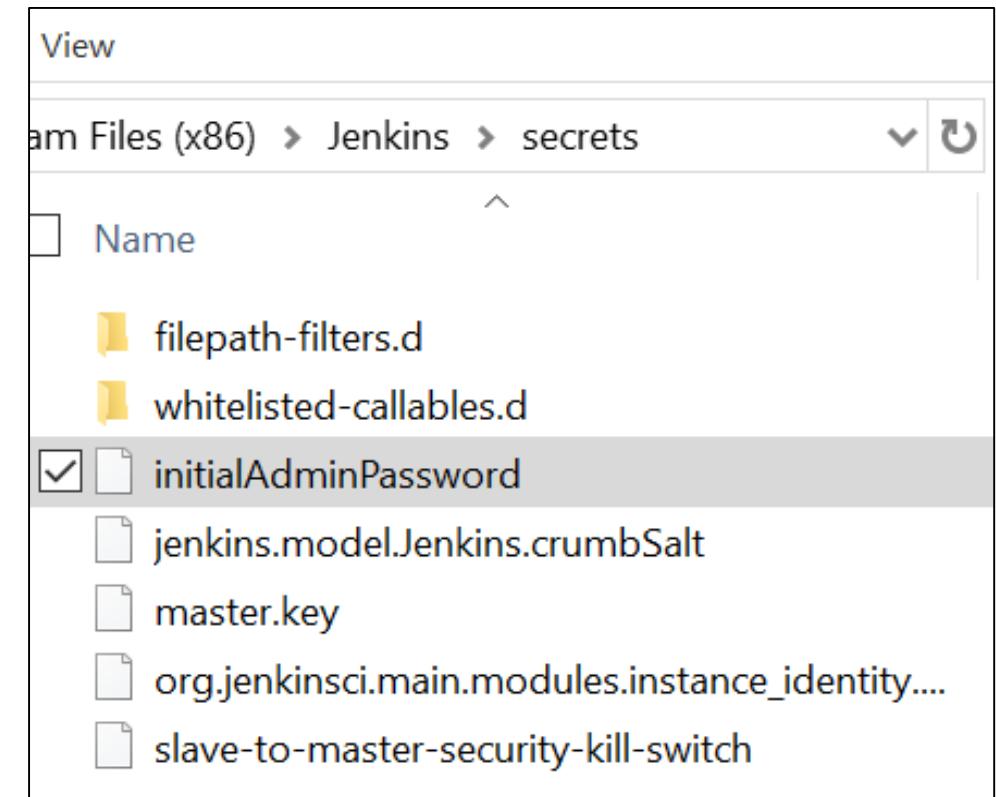 View
am Files (x86) > Jenkins > secrets
Name
filepath-filters.d
whitelisted-callables.d
initialAdminPassword
jenkins.model.Jenkins.crumbSalt
master.key
org.jenkinsci.main.modules.instance_identity....
slave-to-master-security-kill-switch